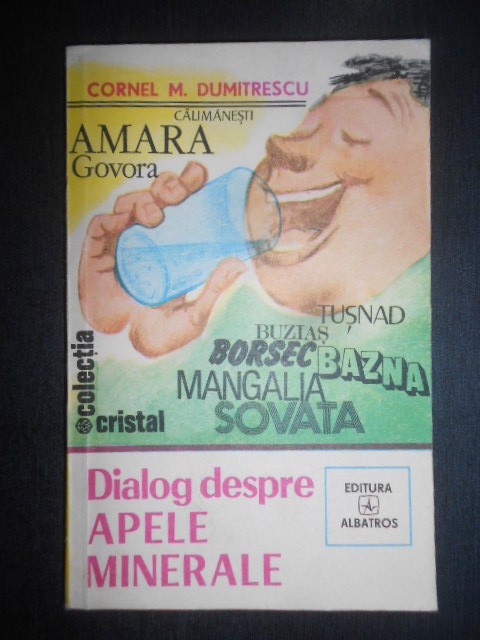 CORNEL M. DUMITRESCU
CĂLIMĂNEȘTI
AMARA
Govora
TUȘNAD
BUZIAȘ
BORSEC
BAZNA
MANGALIA
SOVATA
colecția
cristal
Dialog despre
APELE
MINERALE
EDITURA
ALBATROS